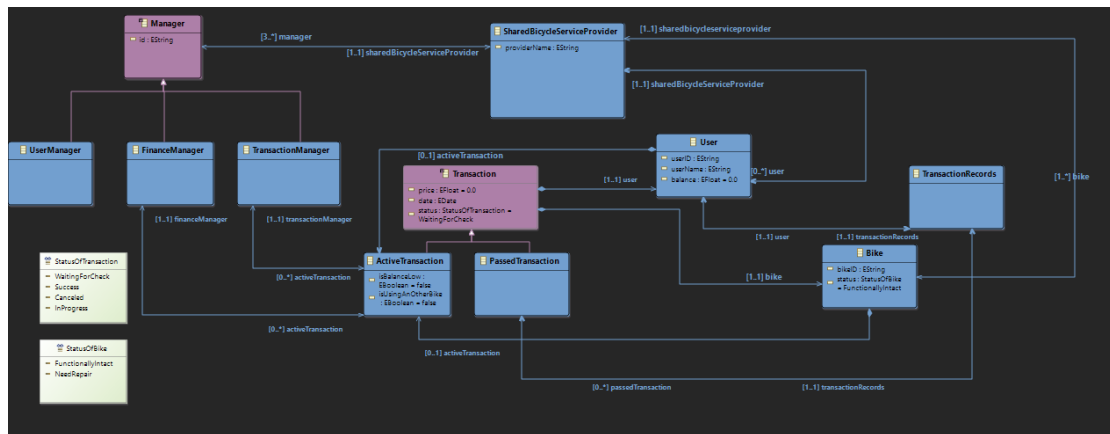 Manager
id : EString
[3..*] manager
[1..1] sharedBicycleServiceProvider
SharedBicycleServiceProvider
providerName : EString
[1..1] sharedbicycleserviceprovider
[1..1] sharedBicycleServiceProvider
UserManager
FinanceManager
TransactionManager
[0..1] activeTransaction
User
userID : EString
userName : EString
balance : EFloat = 0.0
[0..*] user
[1..*] bike
TransactionRecords
Transaction
price : EFloat = 0.0
date : EDate
status : StatusOfTransaction =
WaitingForCheck
[1..1] user
[1..1] financeManager
[1..1] transactionManager
[1..1] user
[1..1] transactionRecords
StatusOfTransaction
WaitingForCheck
Success
Canceled
InProgress
[0..*] activeTransaction
ActiveTransaction
isBalanceLow :
EBoolean = false
isUsingAnOtherBike
: EBoolean = false
PassedTransaction
[1..1] bike
Bike
bikeID : EString
status : StatusOfBike
= FunctionallyIntact
[0..*] activeTransaction
StatusOfBike
FunctionallyIntact
NeedRepair
[0..1] activeTransaction
[0..*] passedTransaction
[1..1] transactionRecords